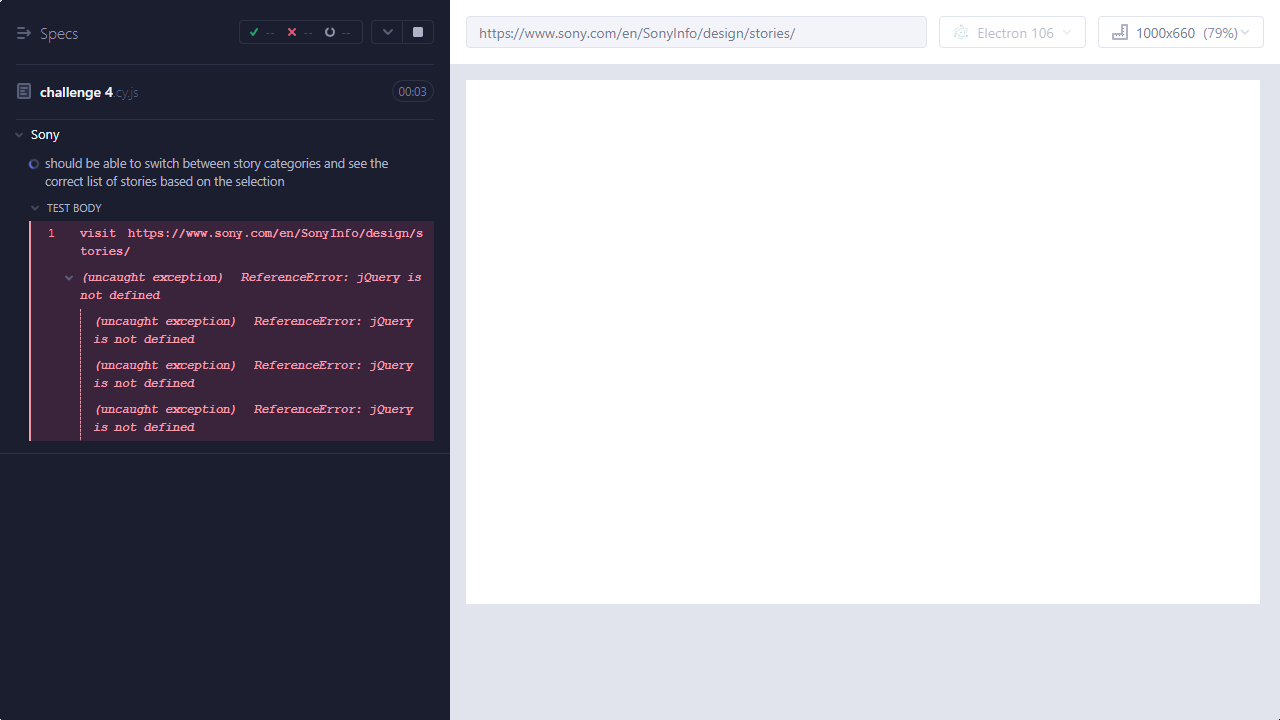 Specs
-- -- --
https://www.sony.com/en/SonyInfo/design/stories/
Electron 106
1000x660 (79%)
challenge 4.cy.js
00:03
Sony
should be able to switch between story categories and see the
correct list of stories based on the selection
TEST BODY
1 visit https://www.sony.com/en/SonyInfo/design/s
tories/
(uncaught exception) ReferenceError: jQuery is
not defined
(uncaught exception) ReferenceError: jQuery
is not defined
(uncaught exception) ReferenceError: jQuery
is not defined
(uncaught exception) ReferenceError: jQuery
is not defined